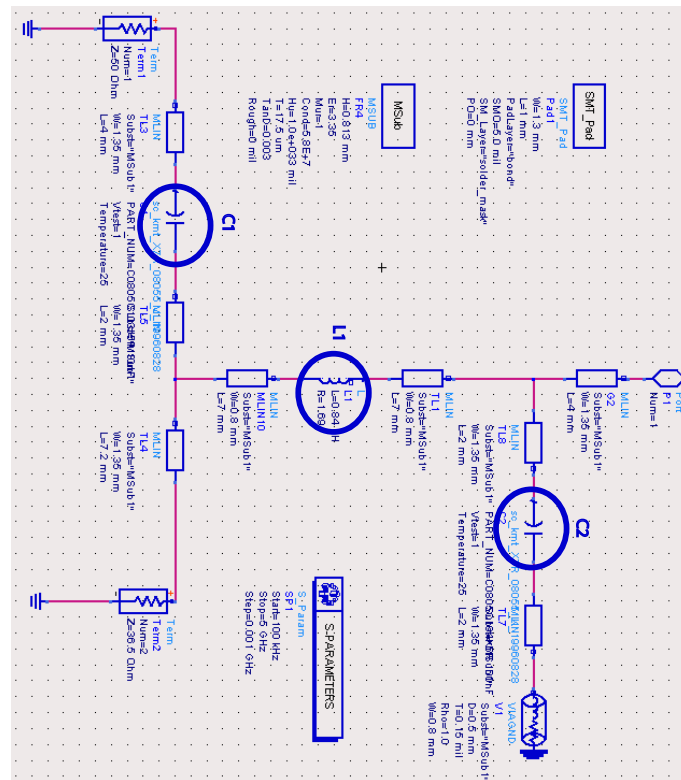 Term
Term1
Num=1
Z=50 Ohm
MLIN
TL3
Subst="MSub1"
W=1.35 mm
L=4 mm
C1
Vtest=1
Temperature=25
TL5
W=1.35 mm
L=2 mm
MLIN
TL4
Subst="MSub1"
W=1.35 mm
L=7.2 mm
Term
Term2
Num=2
Z=36.5 Ohm
MSub
MSUB
FR4
H=0.813 mm
Er=3.35
Mur=1
Cond=5.8E+7
Hu=1.0e+033 mil
T=17.5 um
TanD=0.003
Rough=0 mil
SMT_Pad
SMT_Pad
Pad1
W=1.3 mm
L=1 mm
PadLayer="bond"
SMO=5.0 mil
SM_Layer="solder_mask"
PO=0 mm
MLIN10
Subst="MSub1"
W=0.8 mm
L=7 mm
L1
L
L1
MLIN
TL1
Subst="MSub1"
W=0.8 mm
L=7 mm
MLIN
G2
Subst="MSub1"
W=1.35 mm
L=4 mm
Port
P1
Num=1
MLIN
TL8
Subst="MSub1"
W=1.35 mm
L=2 mm
C2
Vtest=1
Temperature=25
TL7
W=1.35 mm
L=2 mm
VIAGND
V1
Subst="MSub1"
D=0.5 mm
T=0.15 mil
Rho=1.0
W=0.8 mm
S-PARAMETERS
S_Param
SP1
Start=100 kHz
Stop=5 GHz
Step=0.001 GHz